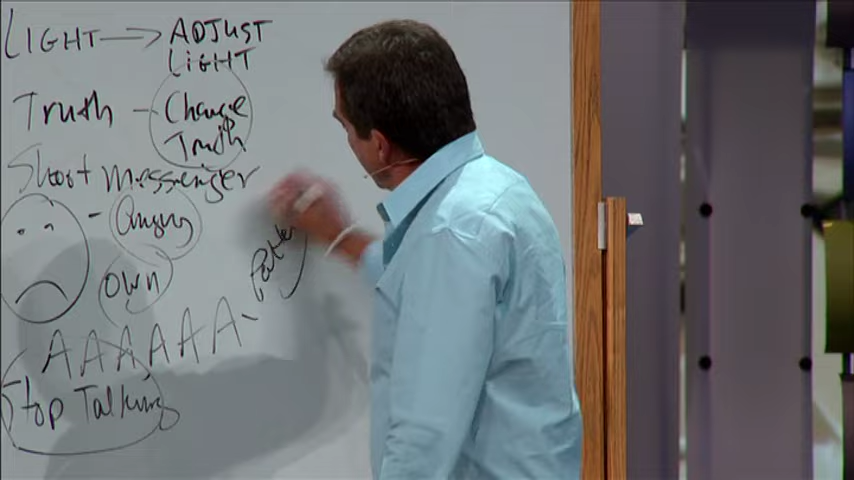 LIGHT → ADJUST
LIGHT
Truth - Change
Truth
Shoot Messenger
- Angry
own
AAAAAA -
Stop Talking